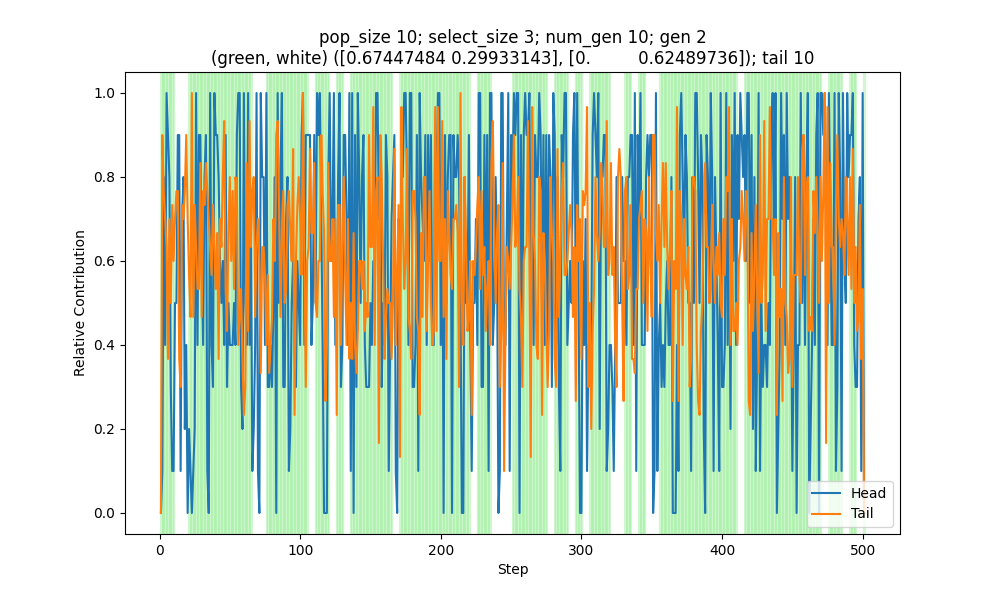 pop_size 10; select_size 3; num_gen 10; gen 2
(green, white) ([0.67447484 0.29933143], [0.         0.62489736]); tail 10
1.0
0.8
0.6
0.4
0.2
0.0
Relative Contribution
Head
Tail
0 100 200 300 400 500
Step